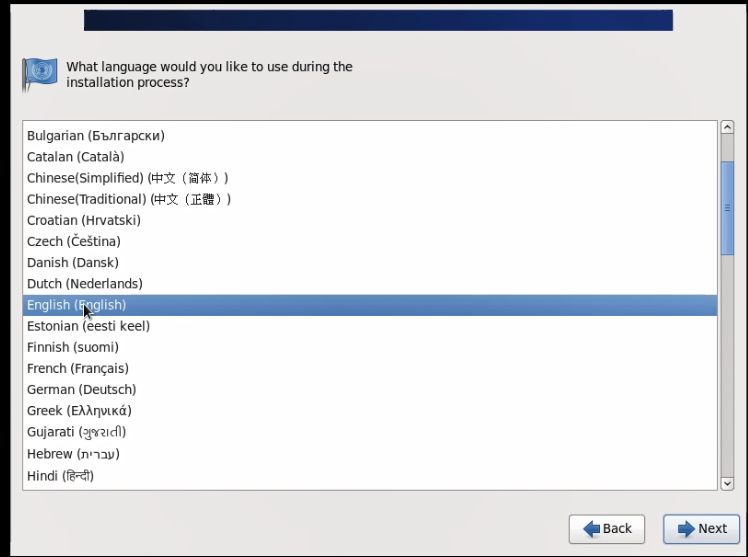 What language would you like to use during the
installation process?
Bulgarian (Български)
Catalan (Català)
Chinese(Simplified) (中文（简体）)
Chinese(Traditional) (中文（正體）)
Croatian (Hrvatski)
Czech (Čeština)
Danish (Dansk)
Dutch (Nederlands)
English (English)
Estonian (eesti keel)
Finnish (suomi)
French (Français)
German (Deutsch)
Greek (Ελληνικά)
Gujarati (ગુજરાતી)
Hebrew (עברית)
Hindi (हिन्दी)
Back
Next